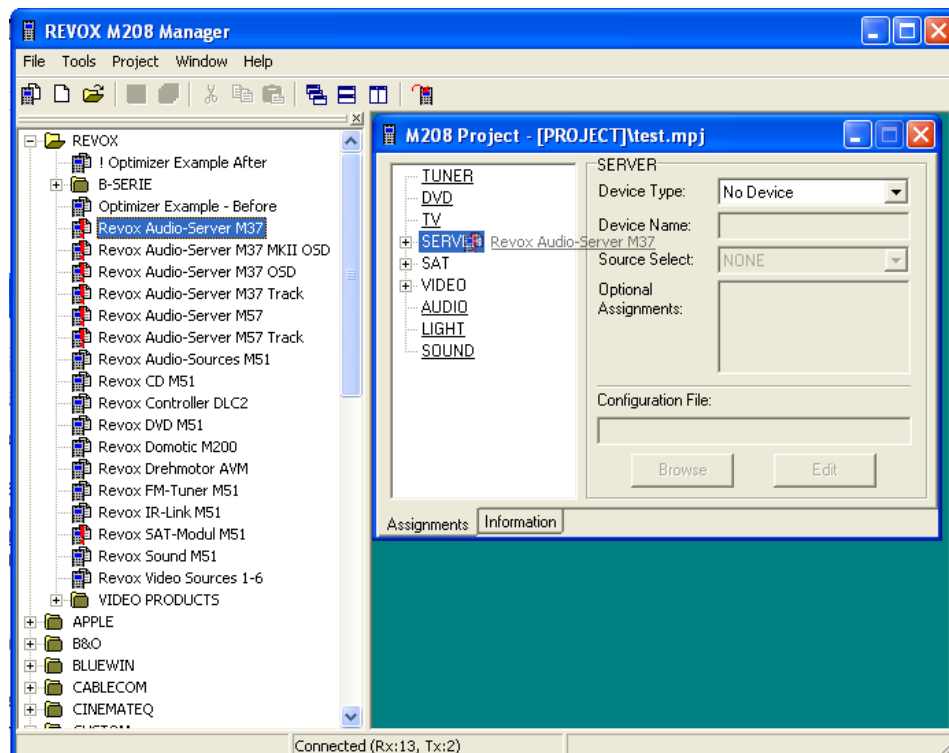 REVOX M208 Manager
File Tools Project Window Help
REVOX
! Optimizer Example After
B-SERIE
Optimizer Example - Before
Revox Audio-Server M37
Revox Audio-Server M37 MKII OSD
Revox Audio-Server M37 OSD
Revox Audio-Server M37 Track
Revox Audio-Server M57
Revox Audio-Server M57 Track
Revox Audio-Sources M51
Revox CD M51
Revox Controller DLC2
Revox DVD M51
Revox Domotic M200
Revox Drehmotor AVM
Revox FM-Tuner M51
Revox IR-Link M51
Revox SAT-Modul M51
Revox Sound M51
Revox Video Sources 1-6
VIDEO PRODUCTS
APPLE
B&O
BLUEWIN
CABLECOM
CINEMATEQ
CUSTOM
M208 Project - [PROJECT]\test.mpj
TUNER
DVD
TV
SERVER Revox Audio-Server M37
SAT
VIDEO
AUDIO
LIGHT
SOUND
SERVER
Device Type: No Device
Device Name:
Source Select: NONE
Optional
Assignments:
Configuration File:
Browse Edit
Assignments Information
Connected (Rx:13, Tx:2)